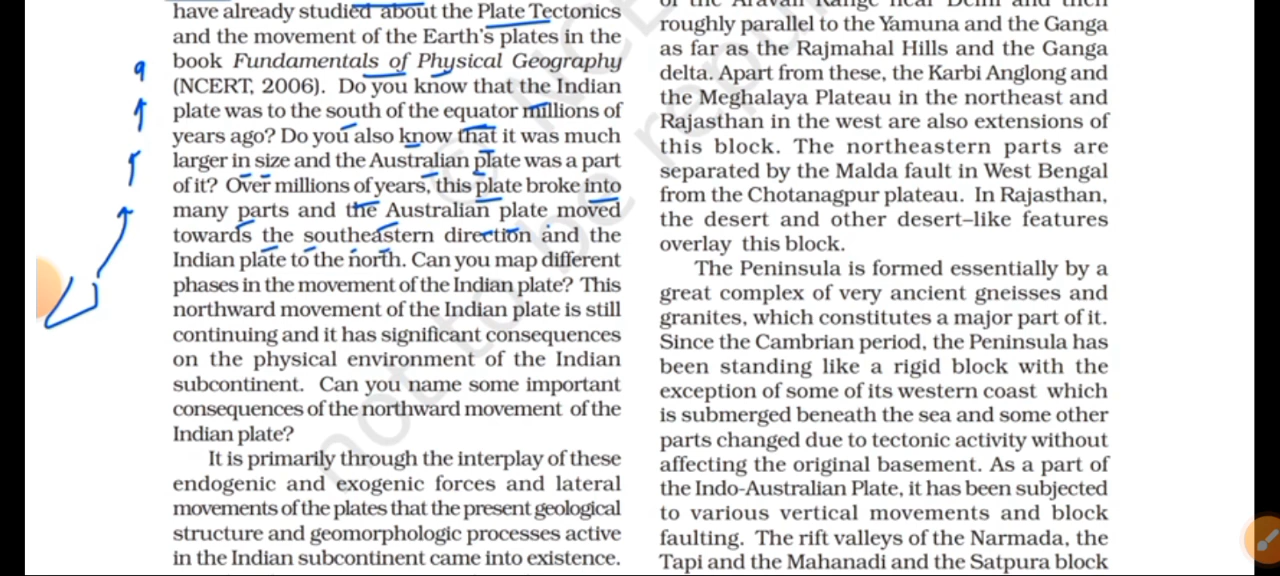 have already studied about the Plate Tectonics
and the movement of the Earth's plates in the
book Fundamentals of Physical Geography
(NCERT, 2006). Do you know that the Indian
plate was to the south of the equator millions of
years ago? Do you also know that it was much
larger in size and the Australian plate was a part
of it? Over millions of years, this plate broke into
many parts and the Australian plate moved
towards the southeastern direction and the
Indian plate to the north. Can you map different
phases in the movement of the Indian plate? This
northward movement of the Indian plate is still
continuing and it has significant consequences
on the physical environment of the Indian
subcontinent. Can you name some important
consequences of the northward movement of the
Indian plate?
It is primarily through the interplay of these
endogenic and exogenic forces and lateral
movements of the plates that the present geological
structure and geomorphologic processes active
in the Indian subcontinent came into existence.
of the Aravali Range near Delhi and then
roughly parallel to the Yamuna and the Ganga
as far as the Rajmahal Hills and the Ganga
delta. Apart from these, the Karbi Anglong and
the Meghalaya Plateau in the northeast and
Rajasthan in the west are also extensions of
this block. The northeastern parts are
separated by the Malda fault in West Bengal
from the Chotanagpur plateau. In Rajasthan,
the desert and other desert–like features
overlay this block.
The Peninsula is formed essentially by a
great complex of very ancient gneisses and
granites, which constitutes a major part of it.
Since the Cambrian period, the Peninsula has
been standing like a rigid block with the
exception of some of its western coast which
is submerged beneath the sea and some other
parts changed due to tectonic activity without
affecting the original basement. As a part of
the Indo-Australian Plate, it has been subjected
to various vertical movements and block
faulting. The rift valleys of the Narmada, the
Tapi and the Mahanadi and the Satpura block
© NCE
not to be repu